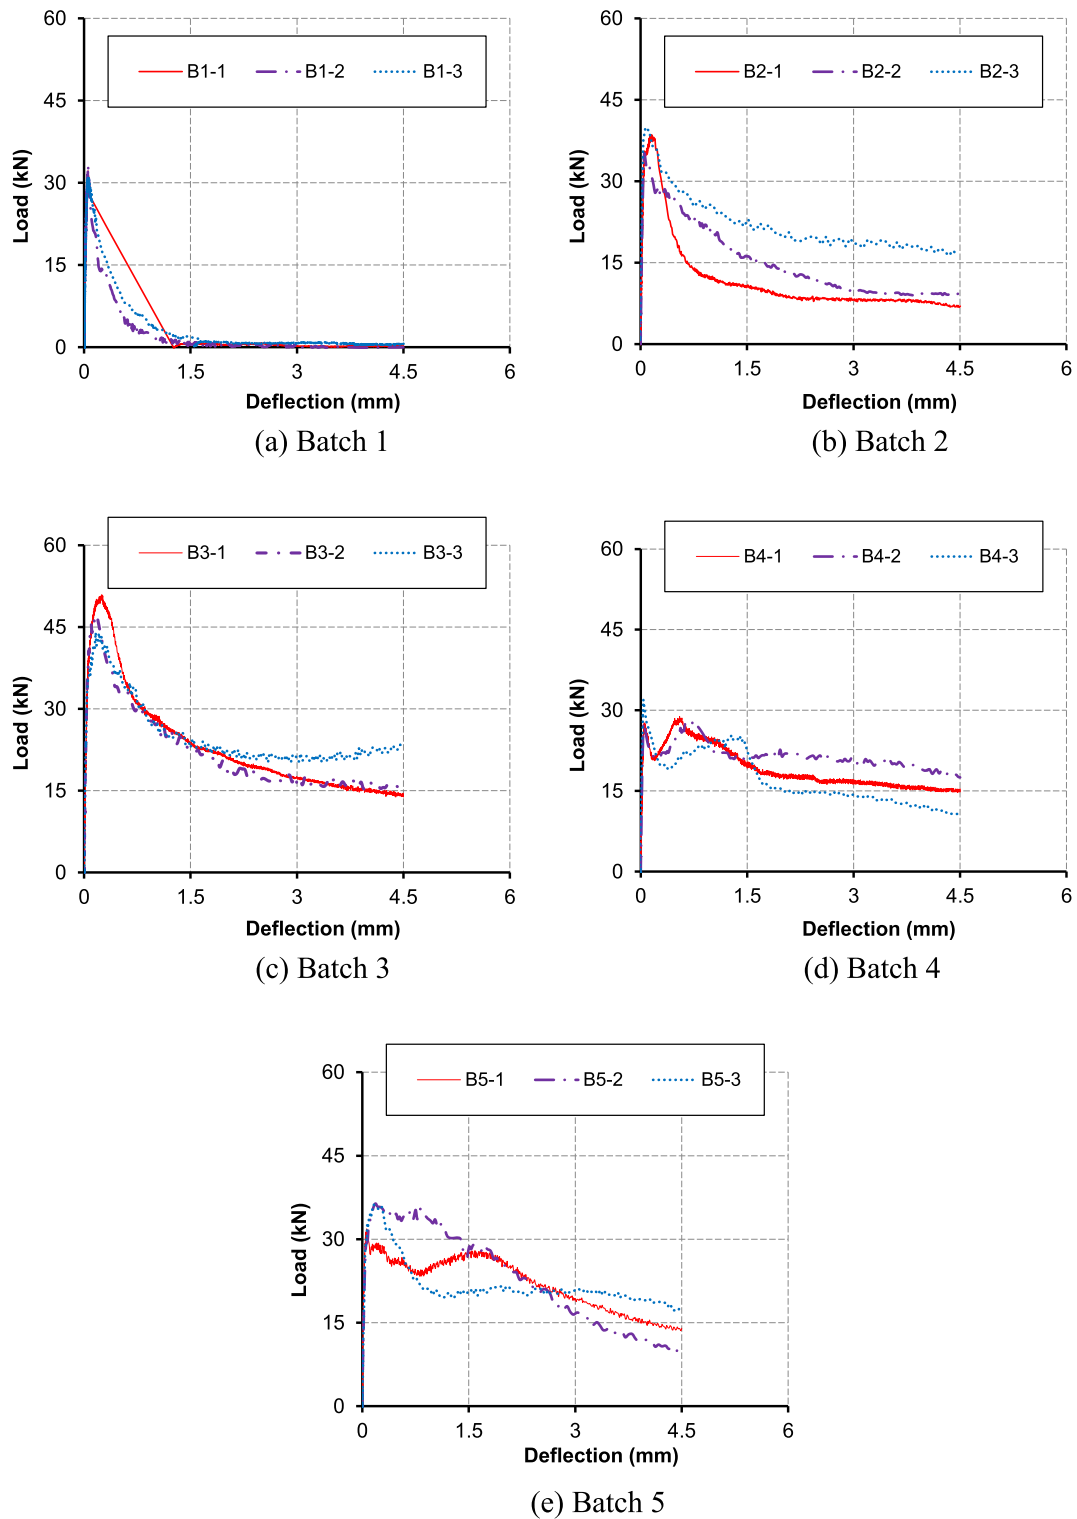 60
B1-1 B1-2 B1-3
45
30
15
0
Load (kN)
0 1.5 3 4.5 6
Deflection (mm)
(a) Batch 1
60
B2-1 B2-2 B2-3
45
30
15
0
Load (kN)
0 1.5 3 4.5 6
Deflection (mm)
(b) Batch 2
B3-1 B3-2 B3-3
60
45
30
15
0
Load (kN)
0 1.5 3 4.5 6
Deflection (mm)
(c) Batch 3
B4-1 B4-2 B4-3
60
45
30
15
0
Load (kN)
0 1.5 3 4.5 6
Deflection (mm)
(d) Batch 4
60
B5-1 B5-2 B5-3
45
30
15
0
Load (kN)
0 1.5 3 4.5 6
Deflection (mm)
(e) Batch 5